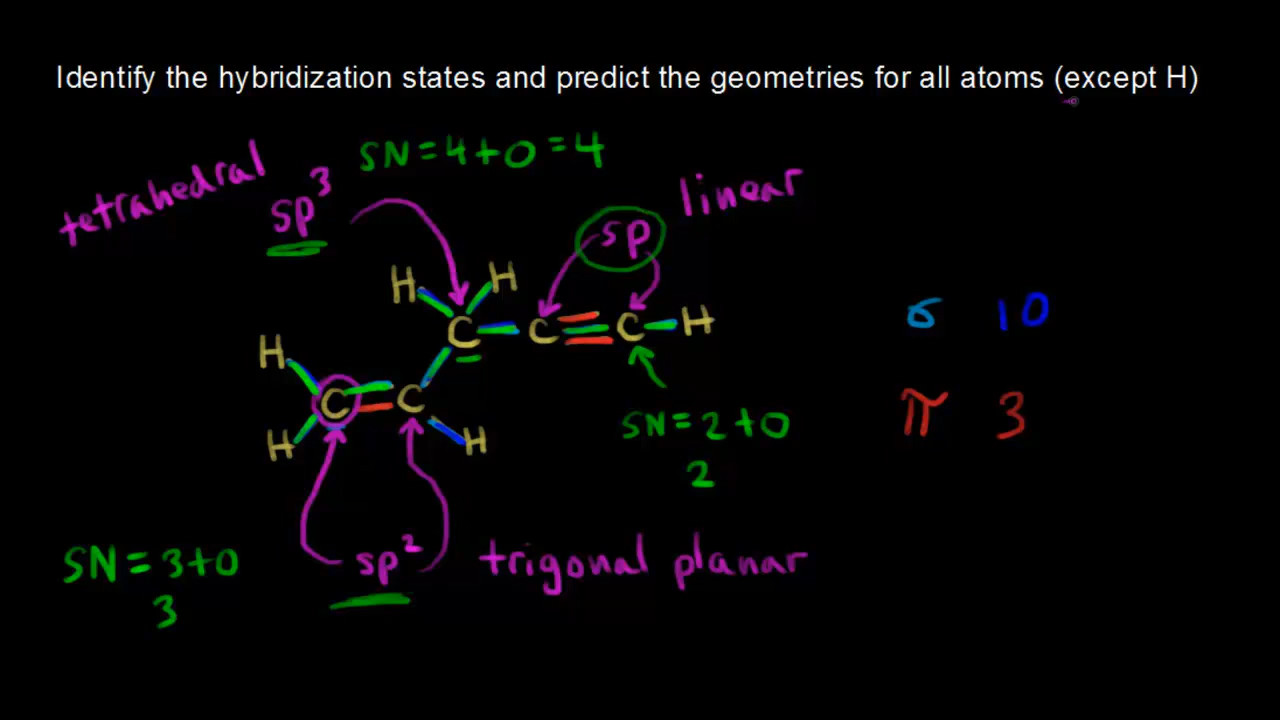 Identify the hybridization states and predict the geometries for all atoms (except H)
tetrahedral
sp³
SN = 4 + 0 = 4
linear
sp
H H
C C C H
H
C C
H H
σ 10
π 3
SN = 2 + 0
2
SN = 3 + 0
3
sp²
trigonal planar